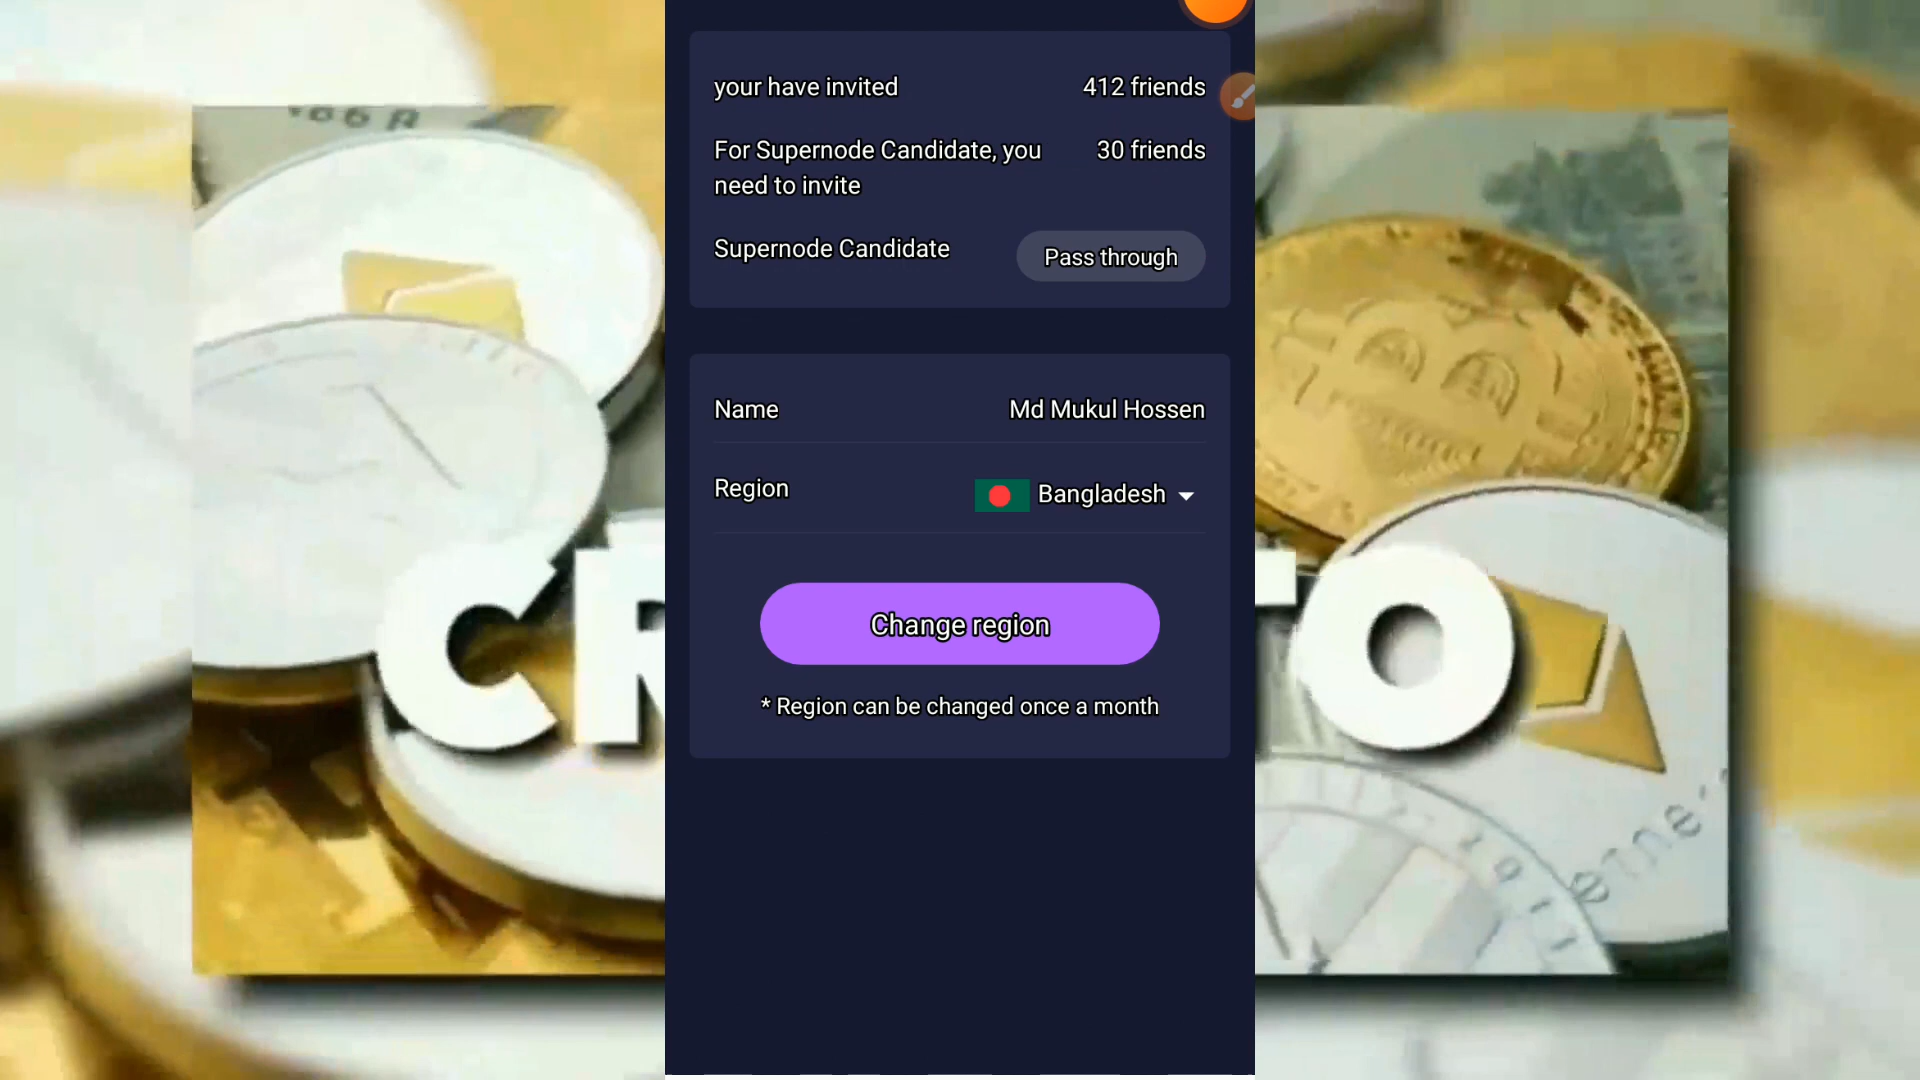 your have invited 412 friends
For Supernode Candidate, you 30 friends
need to invite
Supernode Candidate Pass through
Name Md Mukul Hossen
Region Bangladesh
CR TO
Change region
* Region can be changed once a month